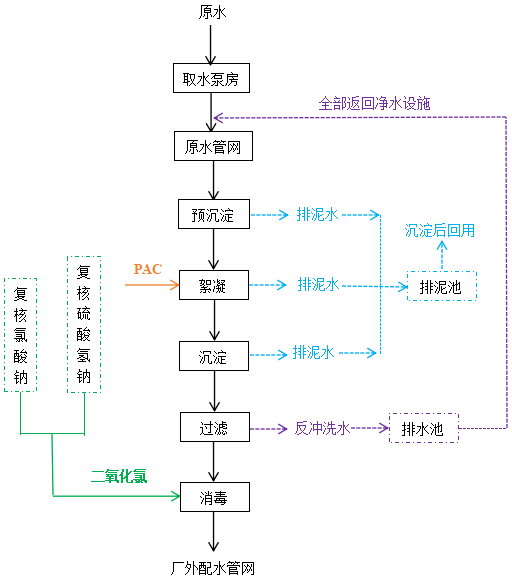 原水
取水泵房
全部返回净水设施
原水管网
预沉淀
排泥水
沉淀后回用
复核氯酸钠
复核硫酸氢钠
PAC
絮凝
排泥水
排泥池
沉淀
排泥水
过滤
反冲洗水
排水池
二氧化氯
消毒
厂外配水管网